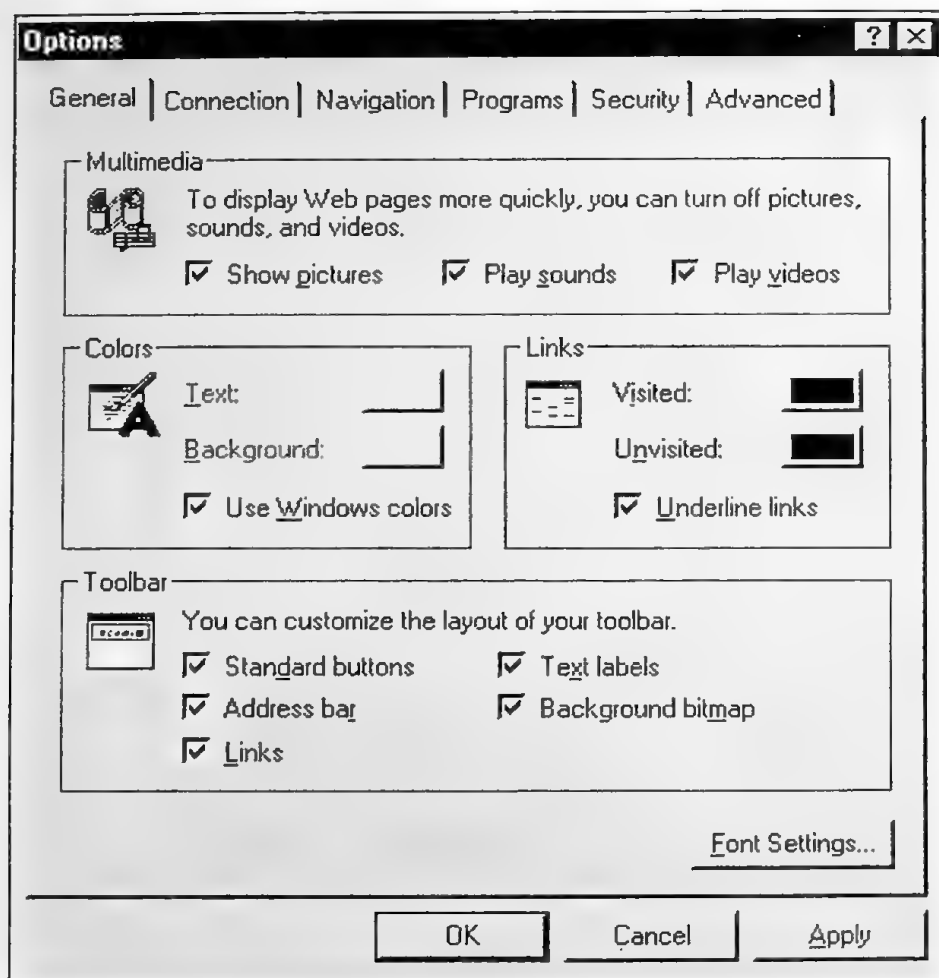 Options
General Connection Navigation Programs Security Advanced
Multimedia
To display Web pages more quickly, you can turn off pictures,
sounds, and videos.
Show pictures Play sounds Play videos
Colors
Text:
Background:
Use Windows colors
Links
Visited:
Unvisited:
Underline links
Toolbar
You can customize the layout of your toolbar.
Standard buttons Text labels
Address bar Background bitmap
Links
Font Settings...
OK Cancel Apply